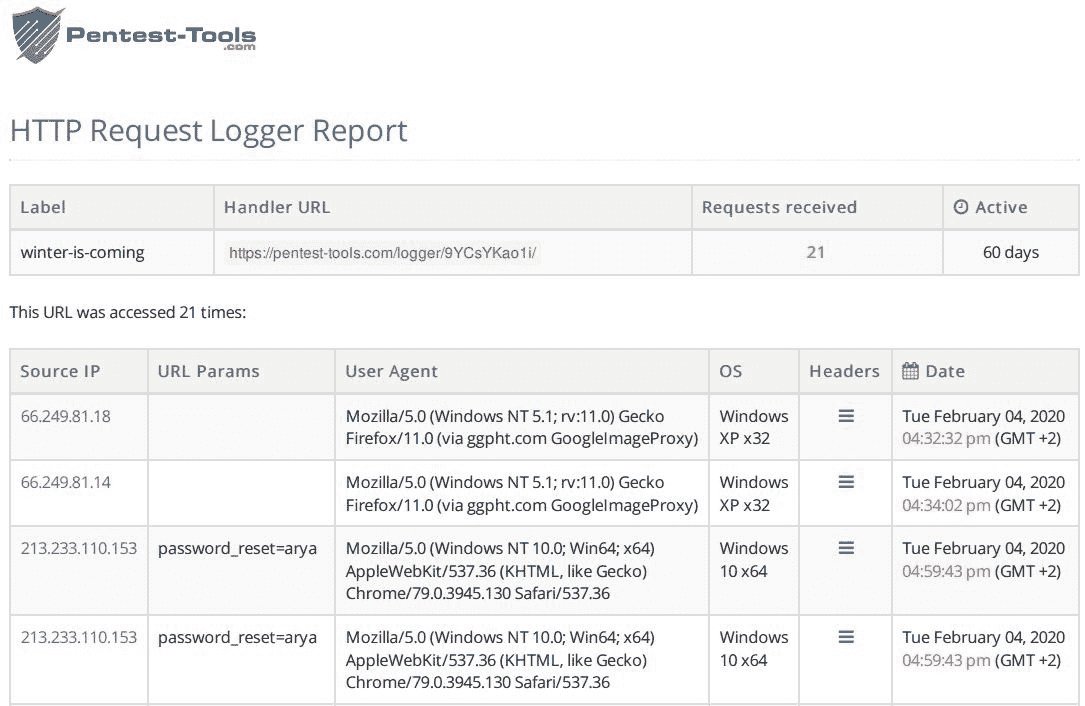 Pentest-Tools
.com
HTTP Request Logger Report
Label Handler URL Requests received Active
winter-is-coming https://pentest-tools.com/logger/9YCsYKao1i/ 21 60 days
This URL was accessed 21 times:
Source IP URL Params User Agent OS Headers Date
66.249.81.18 Mozilla/5.0 (Windows NT 5.1; rv:11.0) Gecko Windows Tue February 04, 2020
Firefox/11.0 (via ggpht.com GoogleImageProxy) XP x32 04:32:32 pm (GMT +2)
66.249.81.14 Mozilla/5.0 (Windows NT 5.1; rv:11.0) Gecko Windows Tue February 04, 2020
Firefox/11.0 (via ggpht.com GoogleImageProxy) XP x32 04:34:02 pm (GMT +2)
213.233.110.153 password_reset=arya Mozilla/5.0 (Windows NT 10.0; Win64; x64) Windows Tue February 04, 2020
AppleWebKit/537.36 (KHTML, like Gecko) 10 x64 04:59:43 pm (GMT +2)
Chrome/79.0.3945.130 Safari/537.36
213.233.110.153 password_reset=arya Mozilla/5.0 (Windows NT 10.0; Win64; x64) Windows Tue February 04, 2020
AppleWebKit/537.36 (KHTML, like Gecko) 10 x64 04:59:43 pm (GMT +2)
Chrome/79.0.3945.130 Safari/537.36